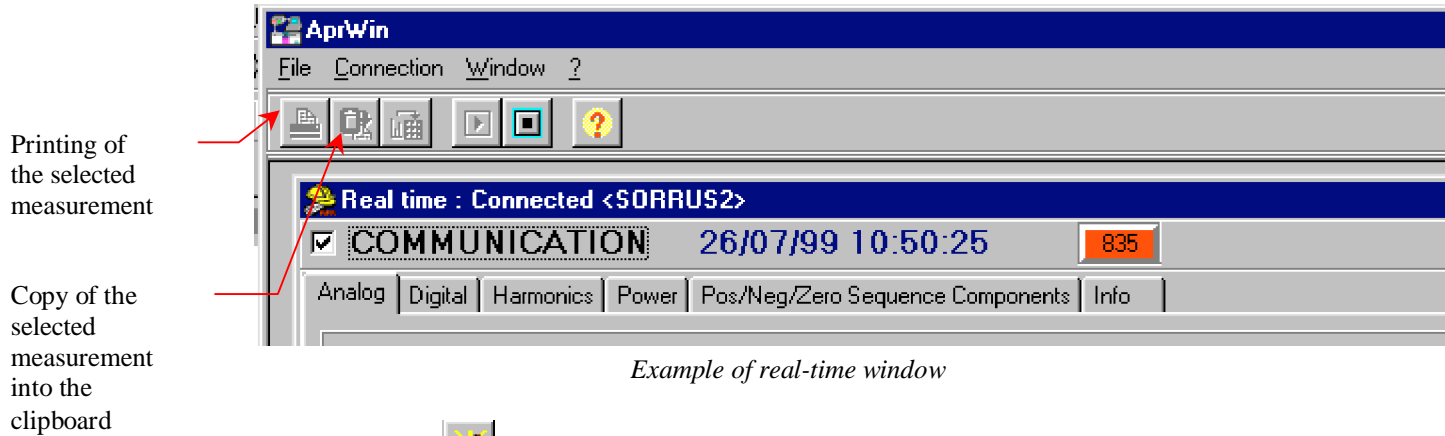 AprWin
File Connection Window ?
Printing of
the selected
measurement
Real time : Connected <SORRUS2>
COMMUNICATION 26/07/99 10:50:25 835
Analog Digital Harmonics Power Pos/Neg/Zero Sequence Components Info
Copy of the
selected
measurement
into the
clipboard
Example of real-time window